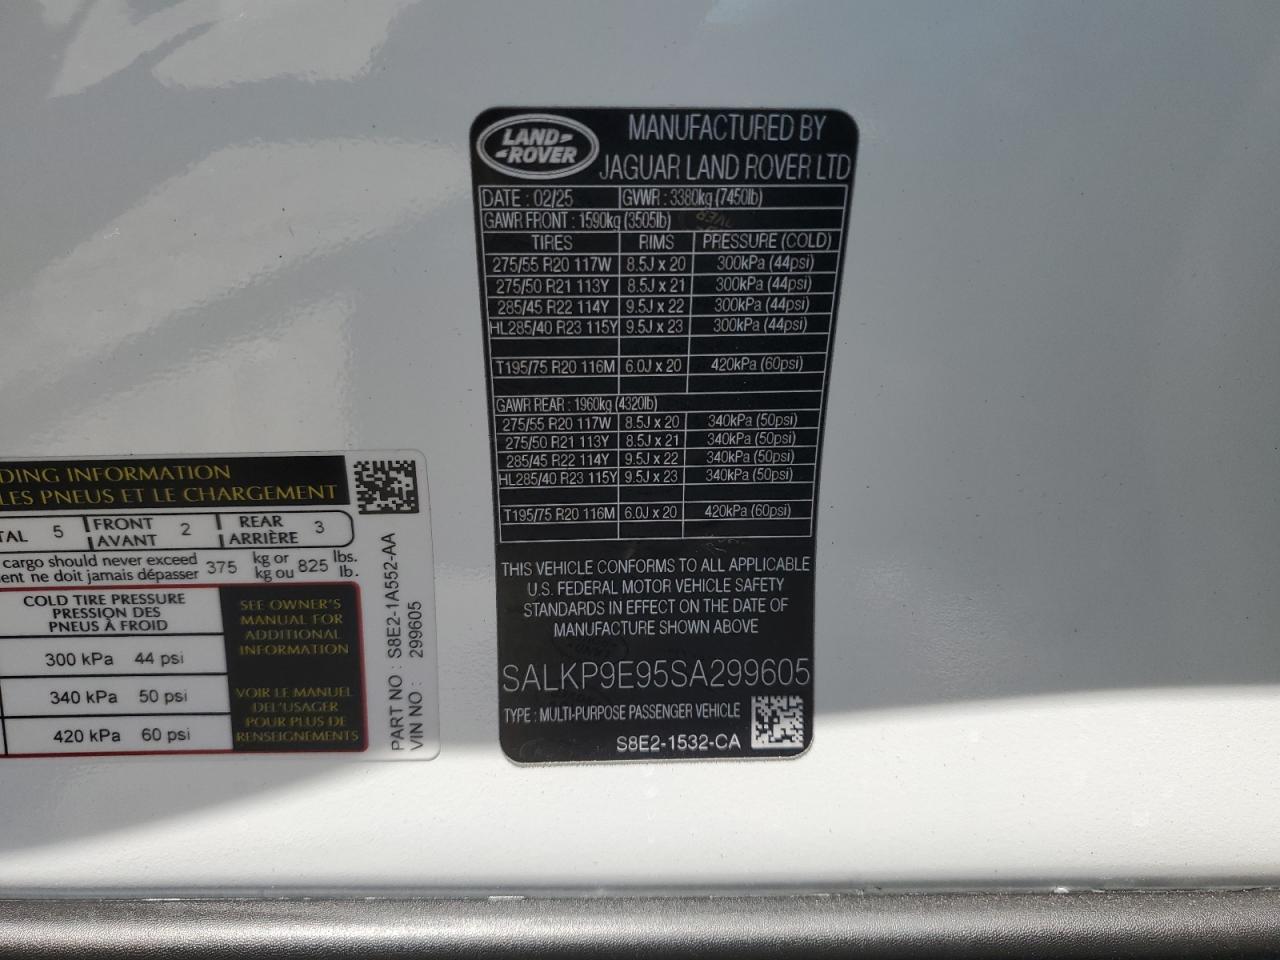 LAND ROVER
MANUFACTURED BY
JAGUAR LAND ROVER LTD
DATE : 02/25 GVWR : 3380kg (7450lb)
GAWR FRONT : 1590kg (3505lb)
TIRES RIMS PRESSURE (COLD)
275/55 R20 117W 8.5J x 20 300kPa (44psi)
275/50 R21 113Y 8.5J x 21 300kPa (44psi)
285/45 R22 114Y 9.5J x 22 300kPa (44psi)
HL285/40 R23 115Y 9.5J x 23 300kPa (44psi)
T195/75 R20 116M 6.0J x 20 420kPa (60psi)
GAWR REAR : 1960kg (4320lb)
275/55 R20 117W 8.5J x 20 340kPa (50psi)
275/50 R21 113Y 8.5J x 21 340kPa (50psi)
285/45 R22 114Y 9.5J x 22 340kPa (50psi)
HL285/40 R23 115Y 9.5J x 23 340kPa (50psi)
T195/75 R20 116M 6.0J x 20 420kPa (60psi)
THIS VEHICLE CONFORMS TO ALL APPLICABLE
U.S. FEDERAL MOTOR VEHICLE SAFETY
STANDARDS IN EFFECT ON THE DATE OF
MANUFACTURE SHOWN ABOVE
SALKP9E95SA299605
TYPE : MULTI-PURPOSE PASSENGER VEHICLE
S8E2-1532-CA
DING INFORMATION
LES PNEUS ET LE CHARGEMENT
TAL 5 FRONT AVANT 2 REAR ARRIÈRE 3
cargo should never exceed 375 kg or 825 lbs.
ent ne doit jamais dépasser kg ou lb.
COLD TIRE PRESSURE
PRESSION DES
PNEUS À FROID
300 kPa 44 psi
340 kPa 50 psi
420 kPa 60 psi
SEE OWNER'S
MANUAL FOR
ADDITIONAL
INFORMATION
VOIR LE MANUEL
DEL'USAGER
POUR PLUS DE
RENSEIGNEMENTS
PART NO : S8E2-1A552-AA
VIN NO : 299605